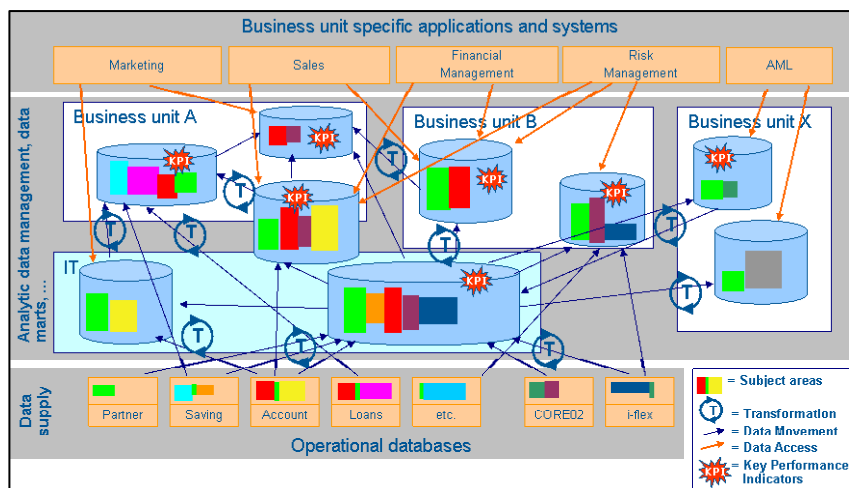 Business unit specific applications and systems
Marketing
Sales
Financial
Management
Risk
Management
AML
Analytic data management, data
marts, ...
Business unit A
Business unit B
Business unit X
KPI
KPI
KPI
KPI
KPI
KPI
KPI
T
T
T
T
T
T
T
T
T
T
IT
Data
supply
Partner
Saving
Account
Loans
etc.
CORE02
i-flex
Operational databases
= Subject areas
T
= Transformation
= Data Movement
= Data Access
KPI
= Key Performance
Indicators